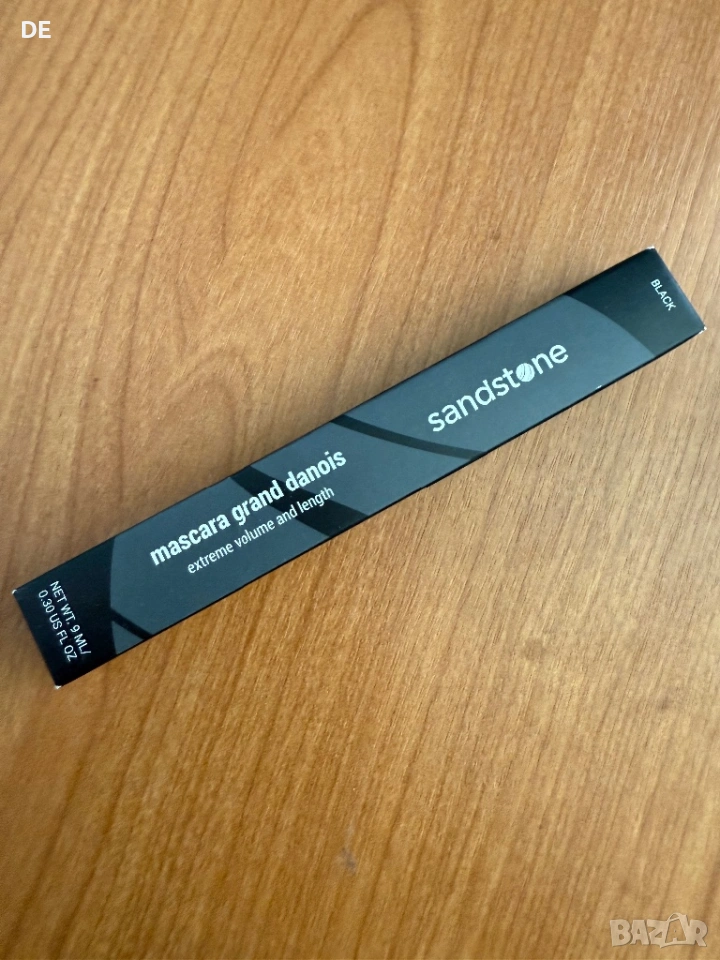 DE
BLACK
sandstone
mascara grand danois
extreme volume and length
NET WT. 9 ML/
0.30 US FL OZ
BAZAR